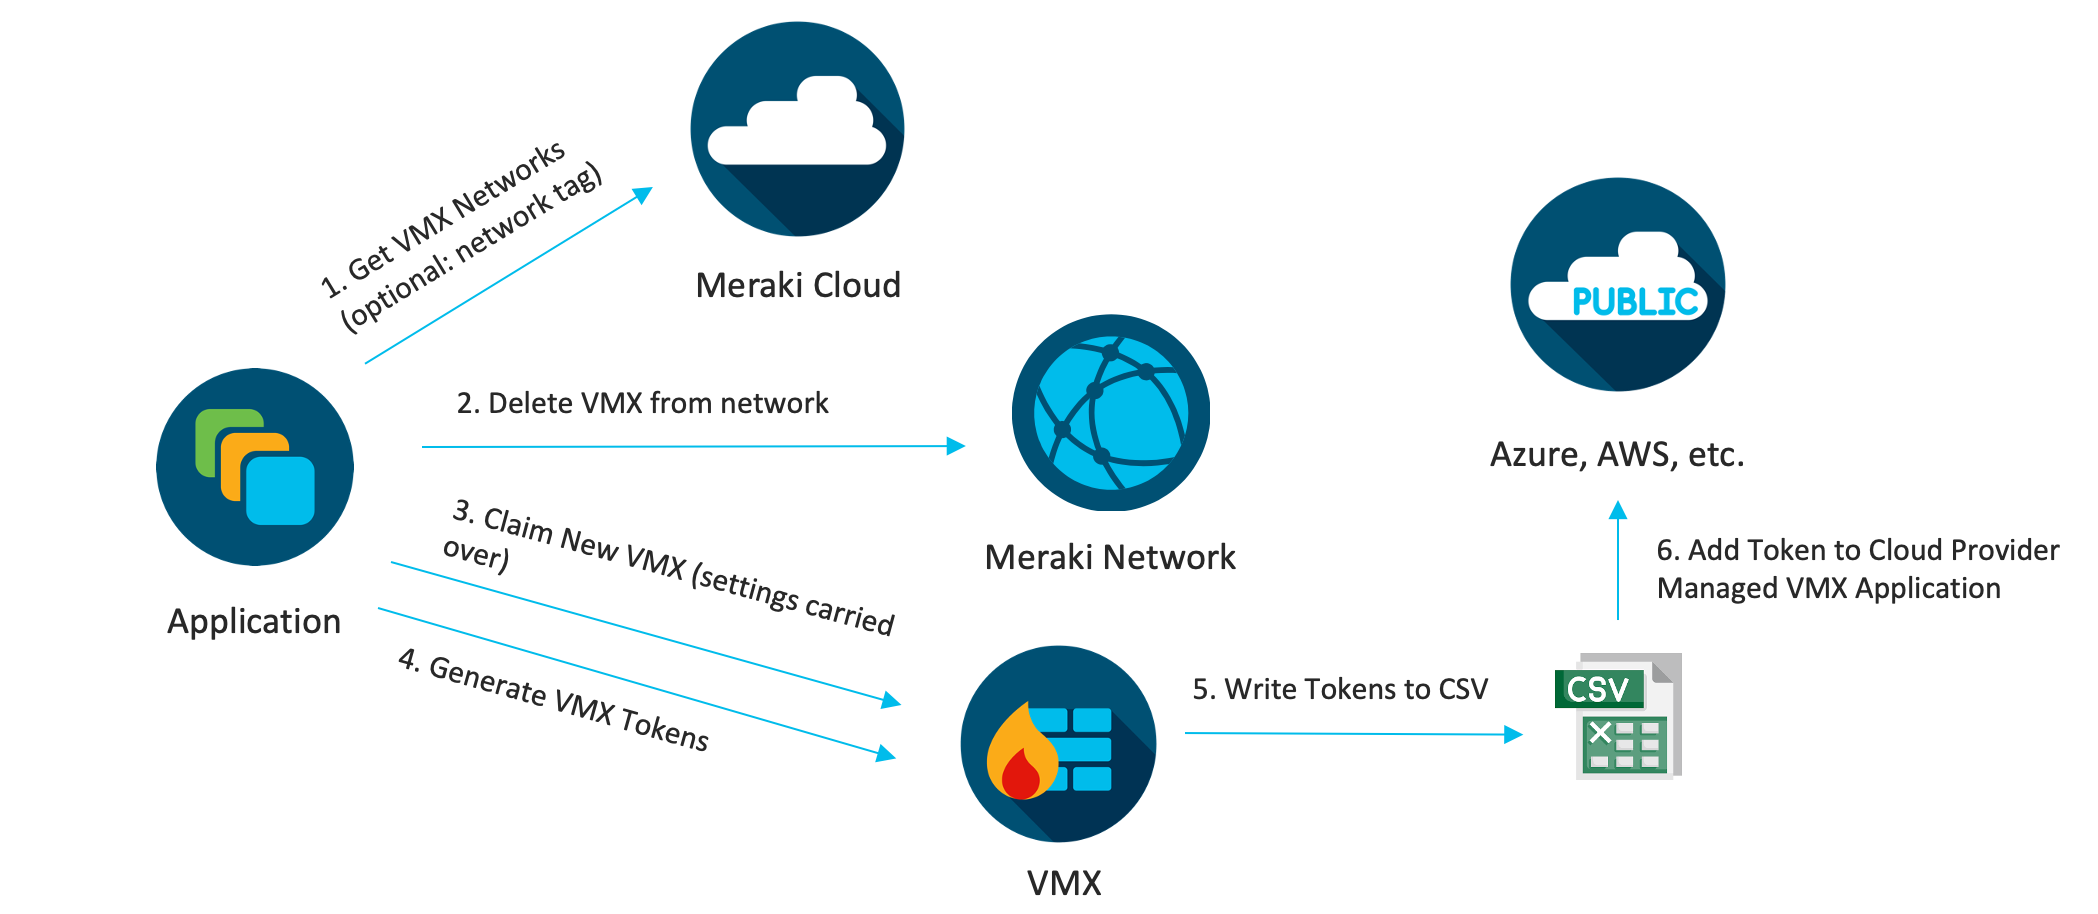 1. Get VMX Networks
(optional: network tag)
Meraki Cloud
PUBLIC
Azure, AWS, etc.
2. Delete VMX from network
Meraki Network
3. Claim New VMX (settings carried
over)
Application
4. Generate VMX Tokens
VMX
5. Write Tokens to CSV
CSV
6. Add Token to Cloud Provider
Managed VMX Application